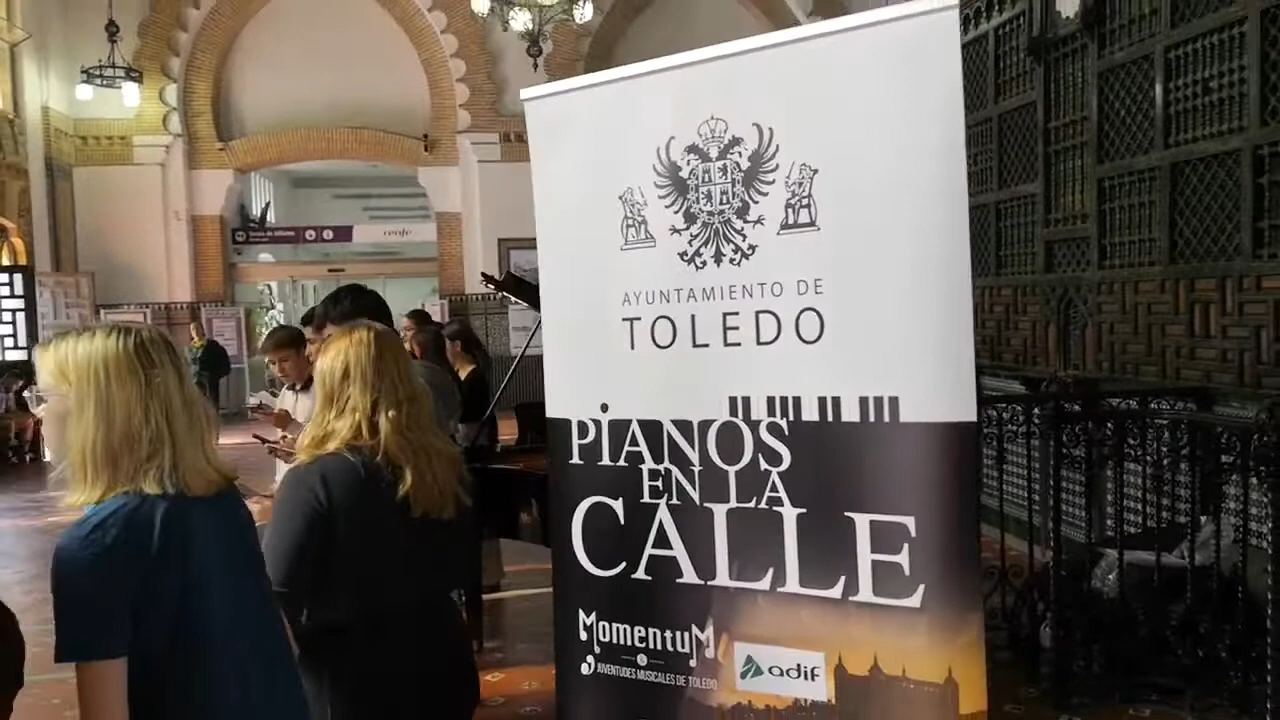 renfe
AYUNTAMIENTO DE
TOLEDO
PIANOS
EN LA
CALLE
Momentum
JUVENTUDES MUSICALES DE TOLEDO
adif